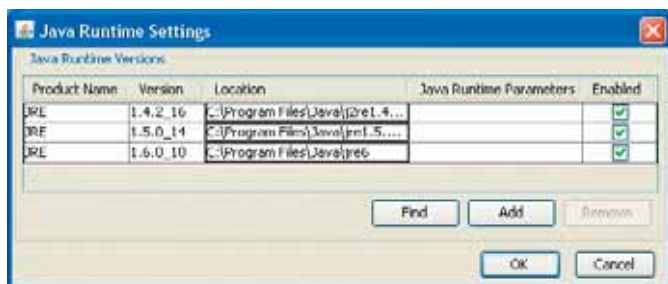 Java Runtime Settings
Java Runtime Versions
Product Name Version Location Java Runtime Parameters Enabled
JRE 1.4.2_16 C:\Program Files\Java\j2re1.4...
JRE 1.5.0_14 C:\Program Files\Java\jre1.5....
JRE 1.6.0_10 C:\Program Files\Java\jre6
Find Add Remove
OK Cancel